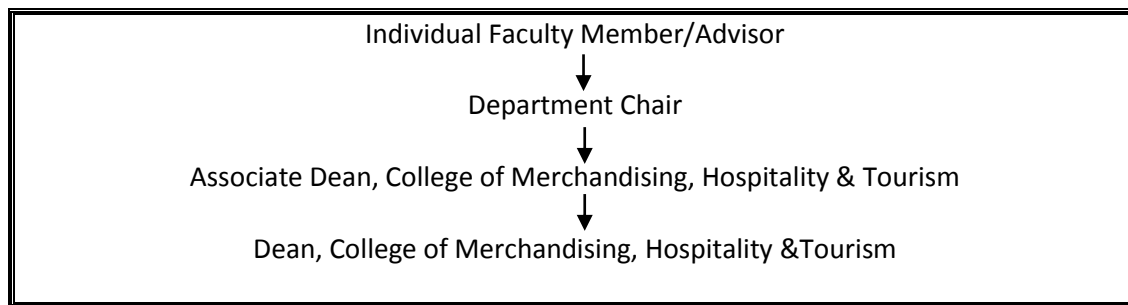 Individual Faculty Member/Advisor
Department Chair
Associate Dean, College of Merchandising, Hospitality & Tourism
Dean, College of Merchandising, Hospitality &Tourism